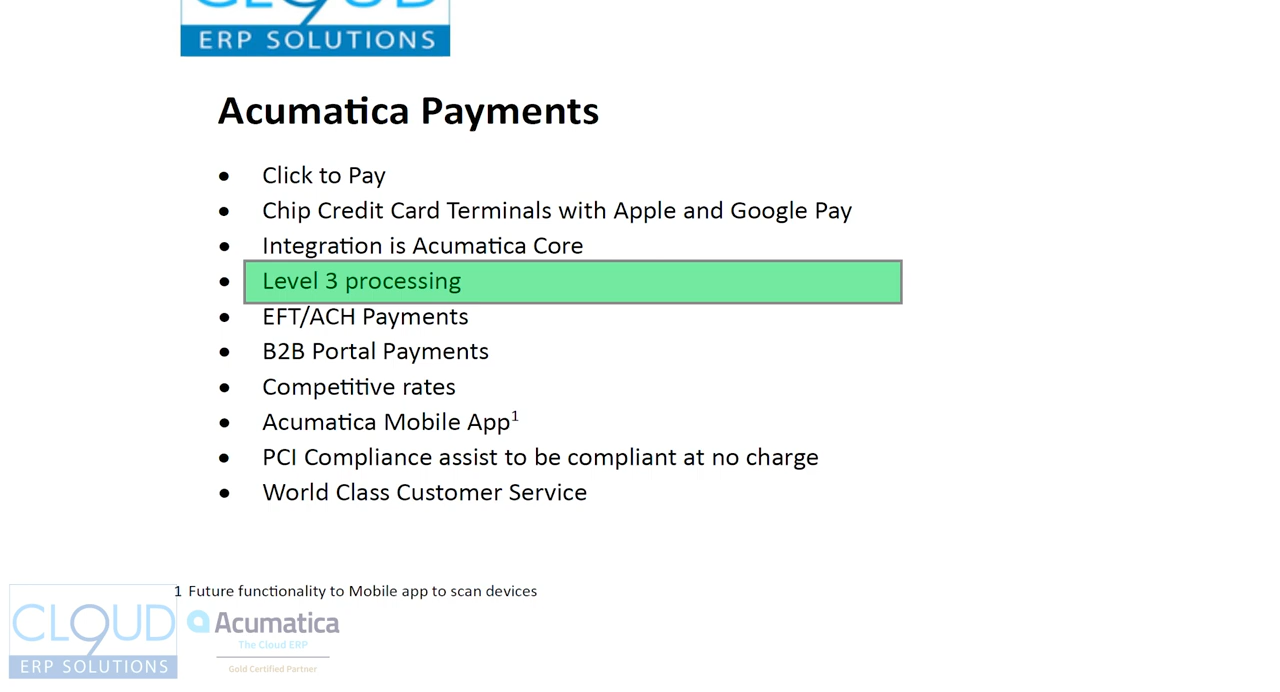 CLOUD
ERP SOLUTIONS
Acumatica Payments
• Click to Pay
• Chip Credit Card Terminals with Apple and Google Pay
• Integration is Acumatica Core
• Level 3 processing
• EFT/ACH Payments
• B2B Portal Payments
• Competitive rates
• Acumatica Mobile App¹
• PCI Compliance assist to be compliant at no charge
• World Class Customer Service
1 Future functionality to Mobile app to scan devices
CL9UD
ERP SOLUTIONS
Acumatica
The Cloud ERP
Gold Certified Partner